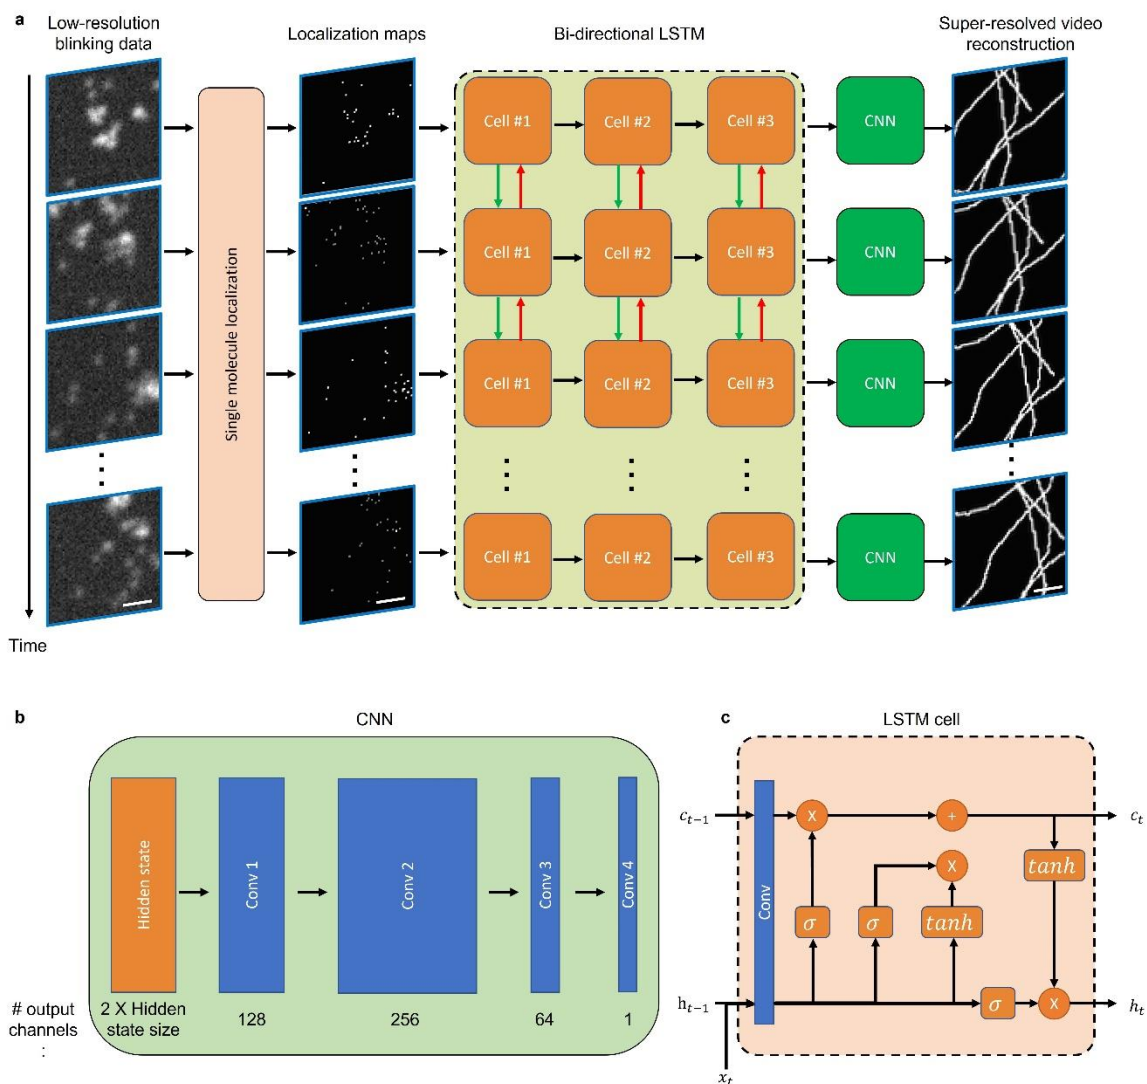 a
Low-resolution
blinking data
Localization maps
Bi-directional LSTM
Super-resolved video
reconstruction
Single molecule localization
Cell #1
Cell #2
Cell #3
CNN
Cell #1
Cell #2
Cell #3
CNN
Cell #1
Cell #2
Cell #3
CNN
Cell #1
Cell #2
Cell #3
CNN
Time
b
CNN
Hidden state
Conv 1
Conv 2
Conv 3
Conv 4
# output
channels
:
2 X Hidden
state size
128
256
64
1
c
LSTM cell
c_{t-1}
Conv
X
+
c_t
X
tanh
σ
σ
tanh
h_{t-1}
σ
X
h_t
x_t